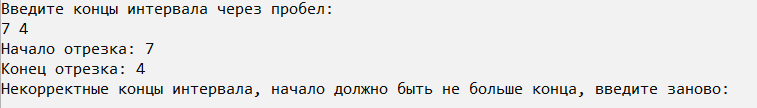 Введите концы интервала через пробел:
7 4
Начало отрезка: 7
Конец отрезка: 4
Некорректные концы интервала, начало должно быть не больше конца, введите заново: